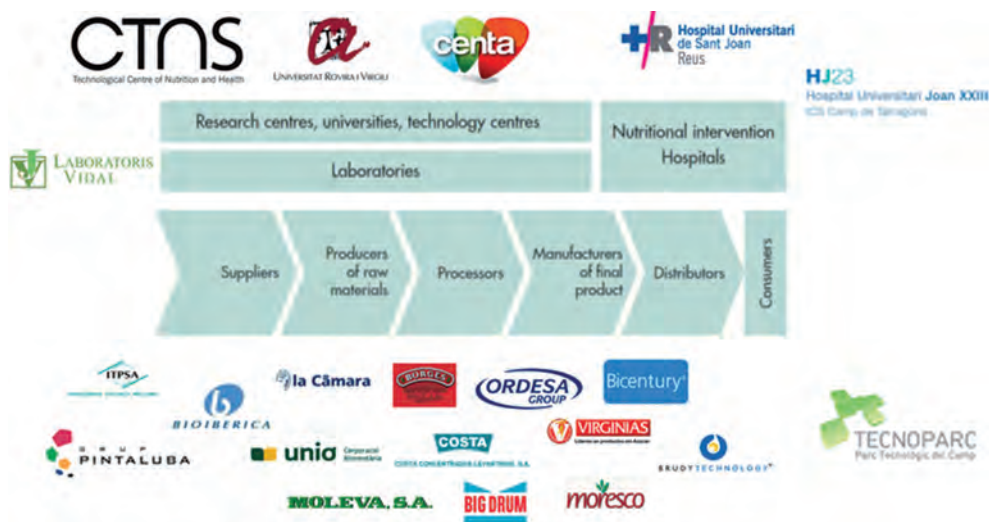 CTNS
Technological Centre of Nutrition and Health
UNIVERSITAT ROVIRA I VIRGILI
centa
Hospital Universitari
de Sant Joan
Reus
HJ23
Hospital Universitari Joan XXIII
ICS Camp de Tarragona
LABORATORIS
VIDAL
Research centres, universities, technology centres
Laboratories
Nutritional intervention
Hospitals
Suppliers
Producers
of raw
materials
Processors
Manufacturers
of final
product
Distributors
Consumers
ITPSA
BIOIBERICA
la Cãmara
BORGES
ORDESA
GROUP
Bicentury
GRUP
PINTALUBA
unió
Corporació
Alimentària
COSTA
COSTA CONCENTRADOS LEVANTINOS, S.A.
VIRGINIAS
BRUDYTECHNOLOGY
TECNOPARC
Parc Tecnològic del Camp
MOLEVA, S.A.
BIG DRUM
moresco